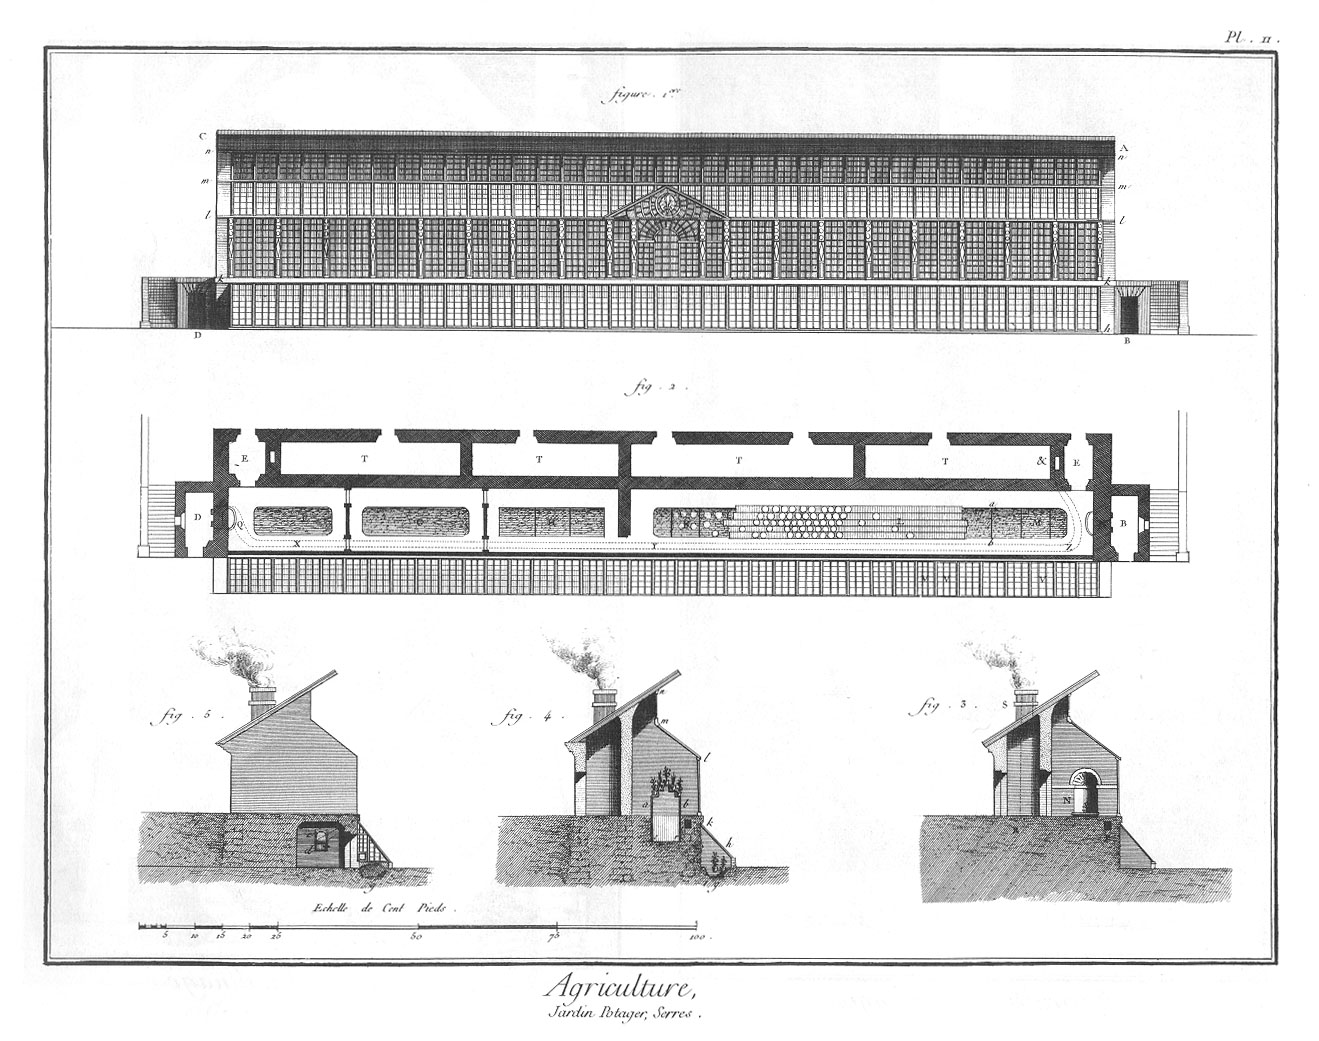 Pl. II.
figure. 1.ere
C
A
n
n
m
m
l
l
k
k
h
D
B
fig. 2.
E
T
T
T
T
&
E
D
Q
G
L
a
b
B
X
Y
Z
V
V
V
fig. 5.
fig. 4.
fig. 3.
S
n
m
l
a
b
k
h
g
N
R
d
g
Echelle de Cent Pieds.
5 10 15 20 25 50 75 100.
Agriculture,
Jardin Potager, Serres.